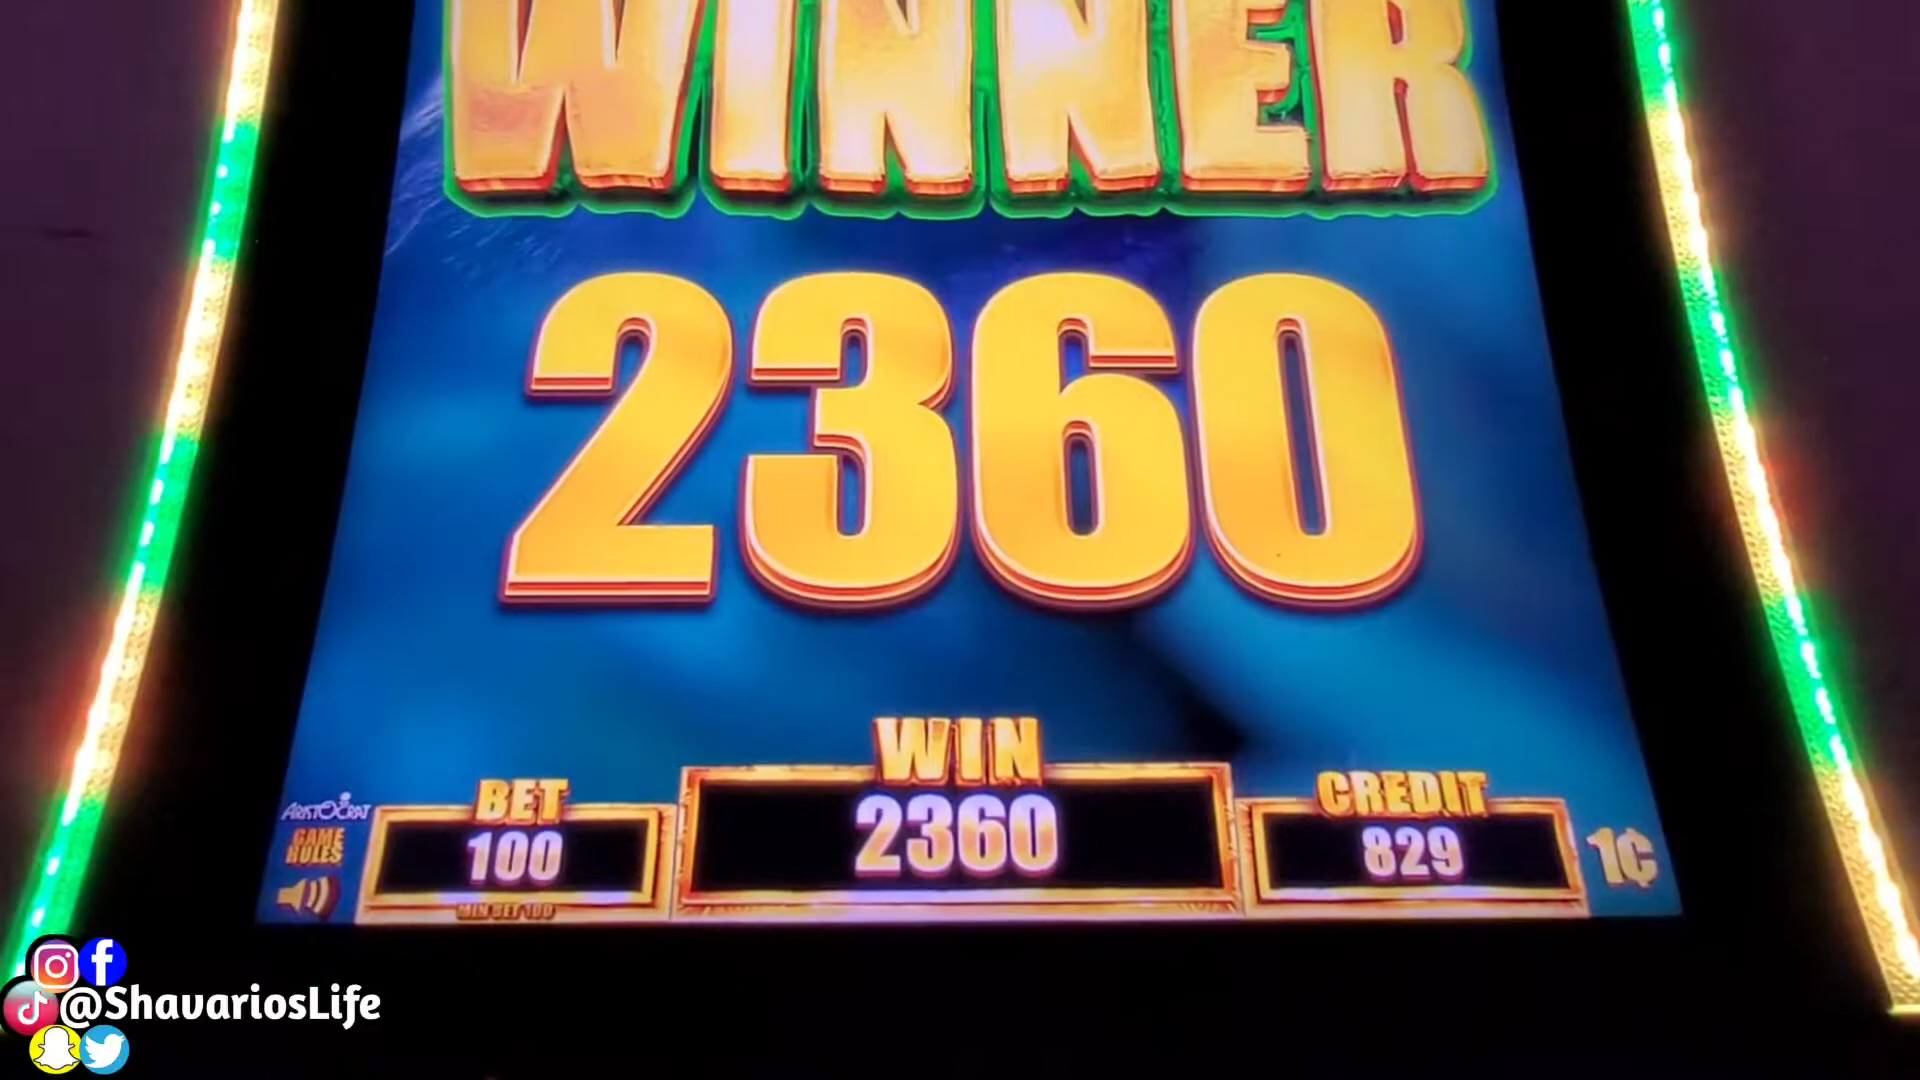 WINNER
2360
WIN
2360
BET
100
MIN BET 100
CREDIT
829
1¢
ARISTOCRAT
GAME
RULES
@ShavariosLife